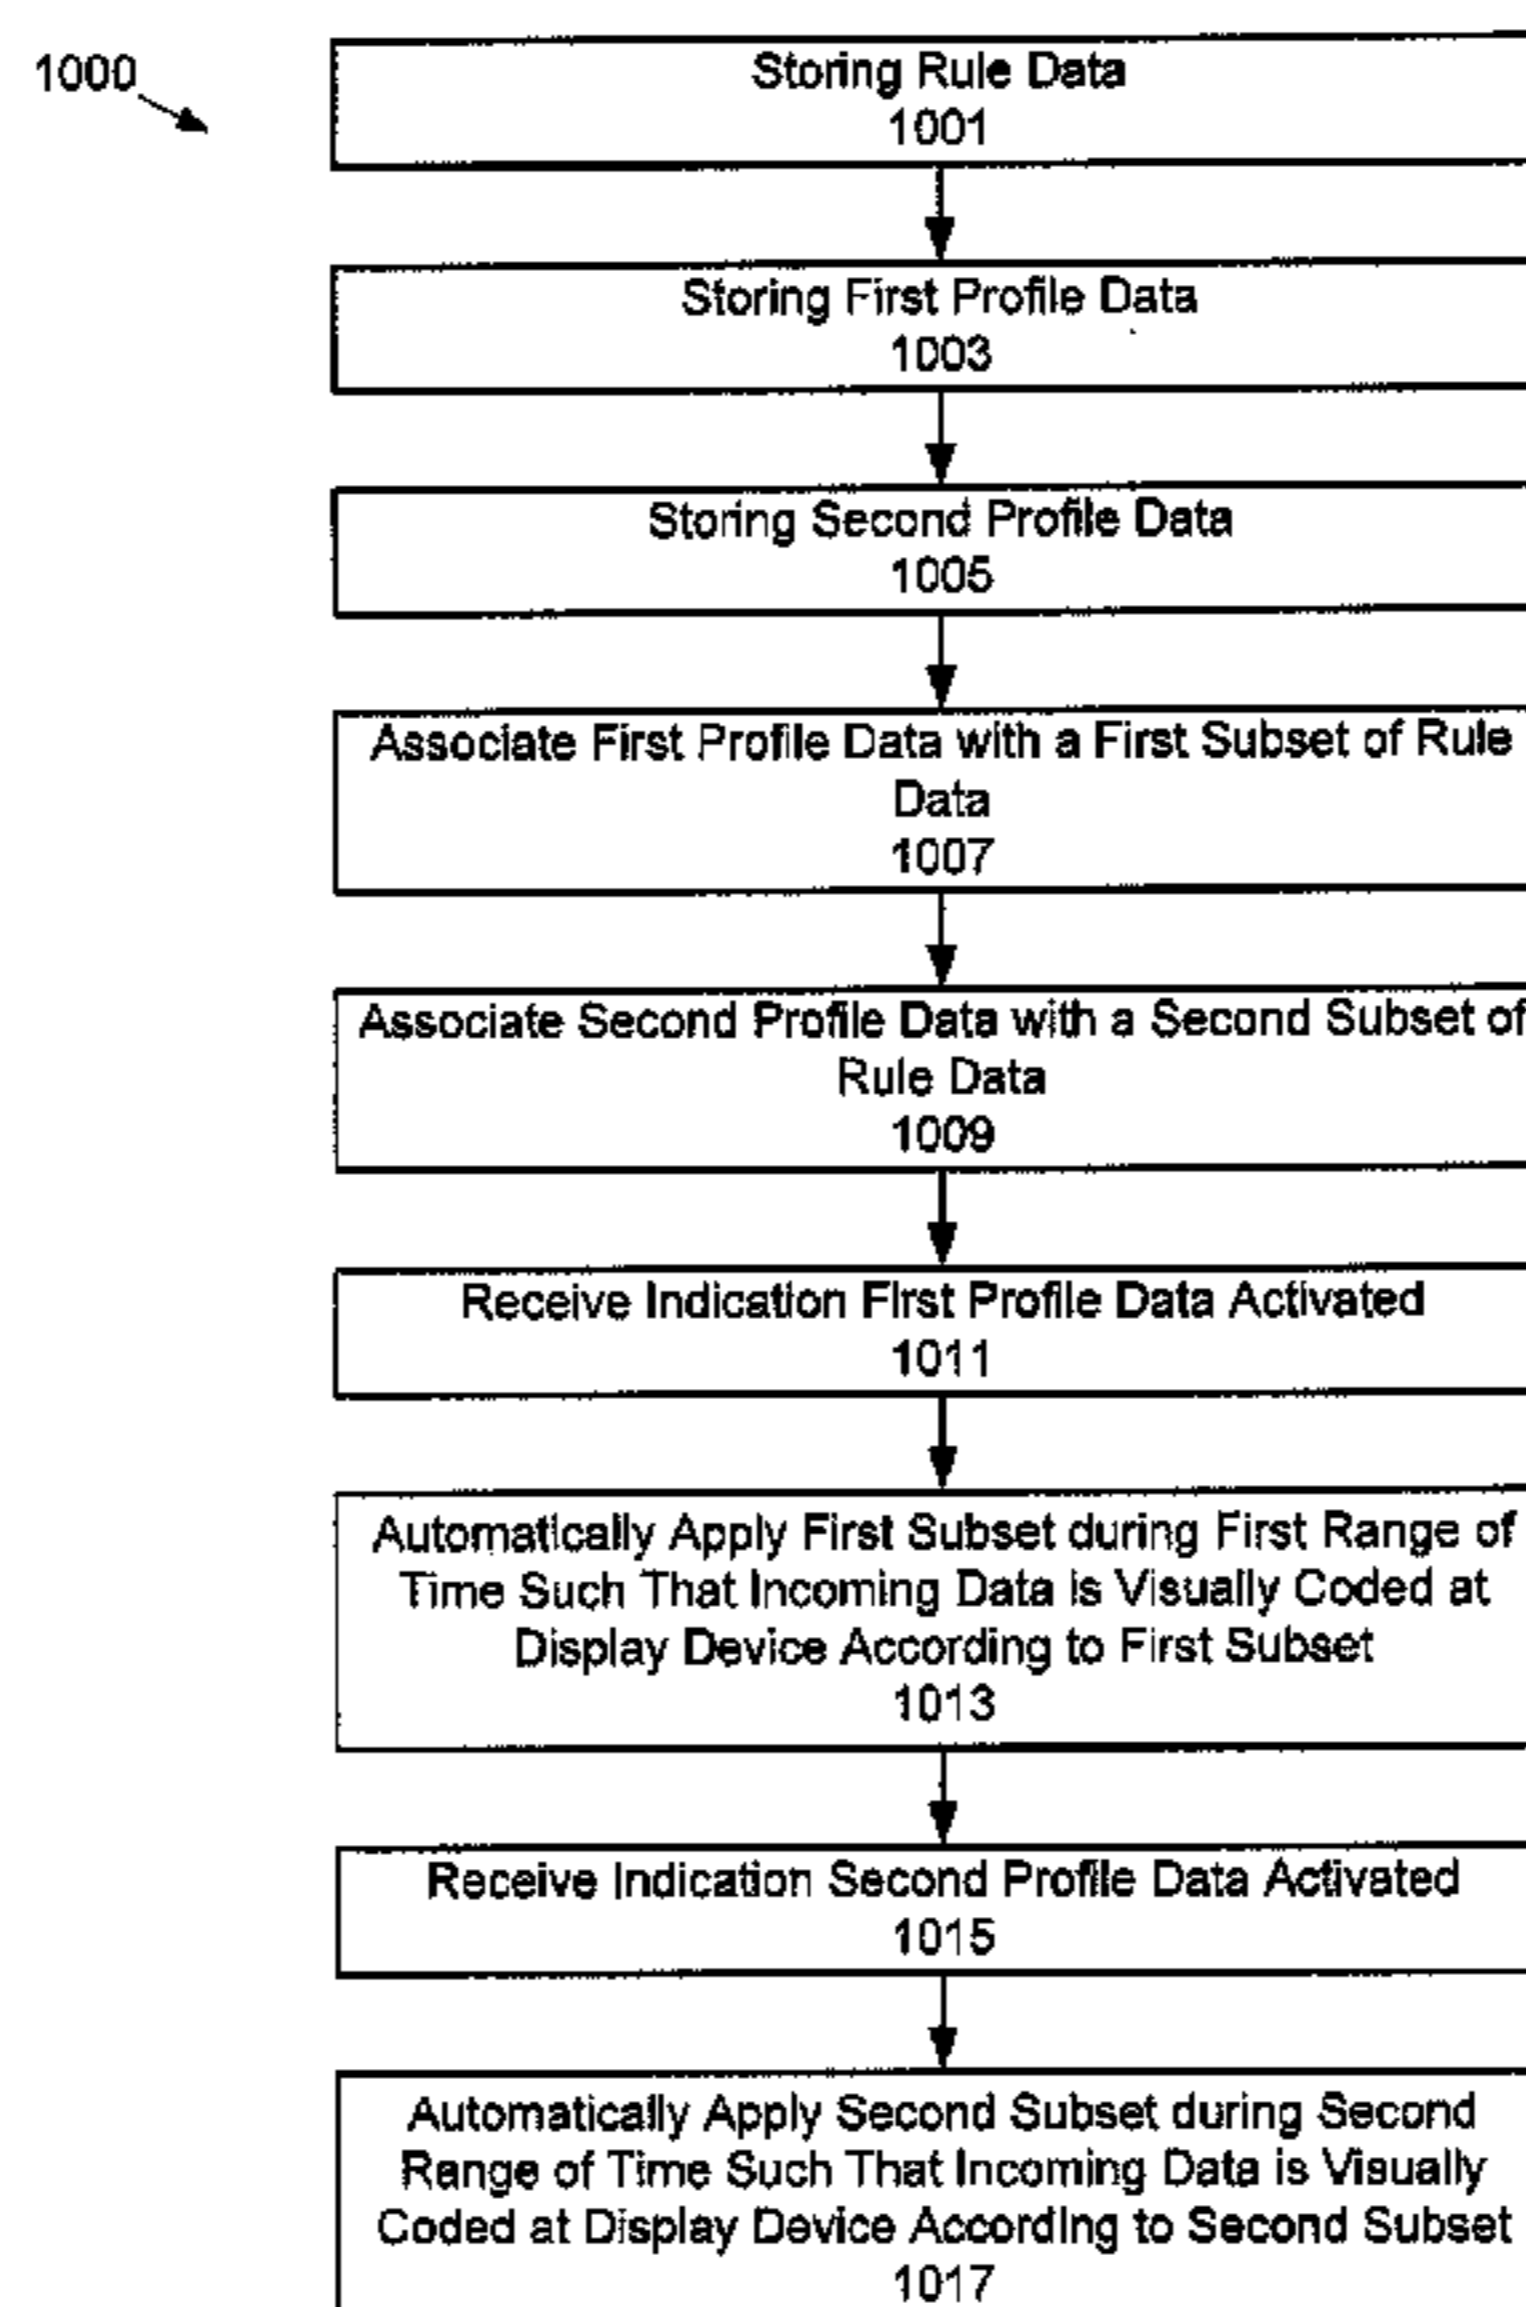 1000
Storing Rule Data
1001
Storing First Profile Data
1003
Storing Second Profile Data
1005
Associate First Profile Data with a First Subset of Rule
Data
1007
Associate Second Profile Data with a Second Subset of
Rule Data
1009
Receive Indication First Profile Data Activated
1011
Automatically Apply First Subset during First Range of
Time Such That Incoming Data is Visually Coded at
Display Device According to First Subset
1013
Receive Indication Second Profile Data Activated
1015
Automatically Apply Second Subset during Second
Range of Time Such That Incoming Data is Visually
Coded at Display Device According to Second Subset
1017